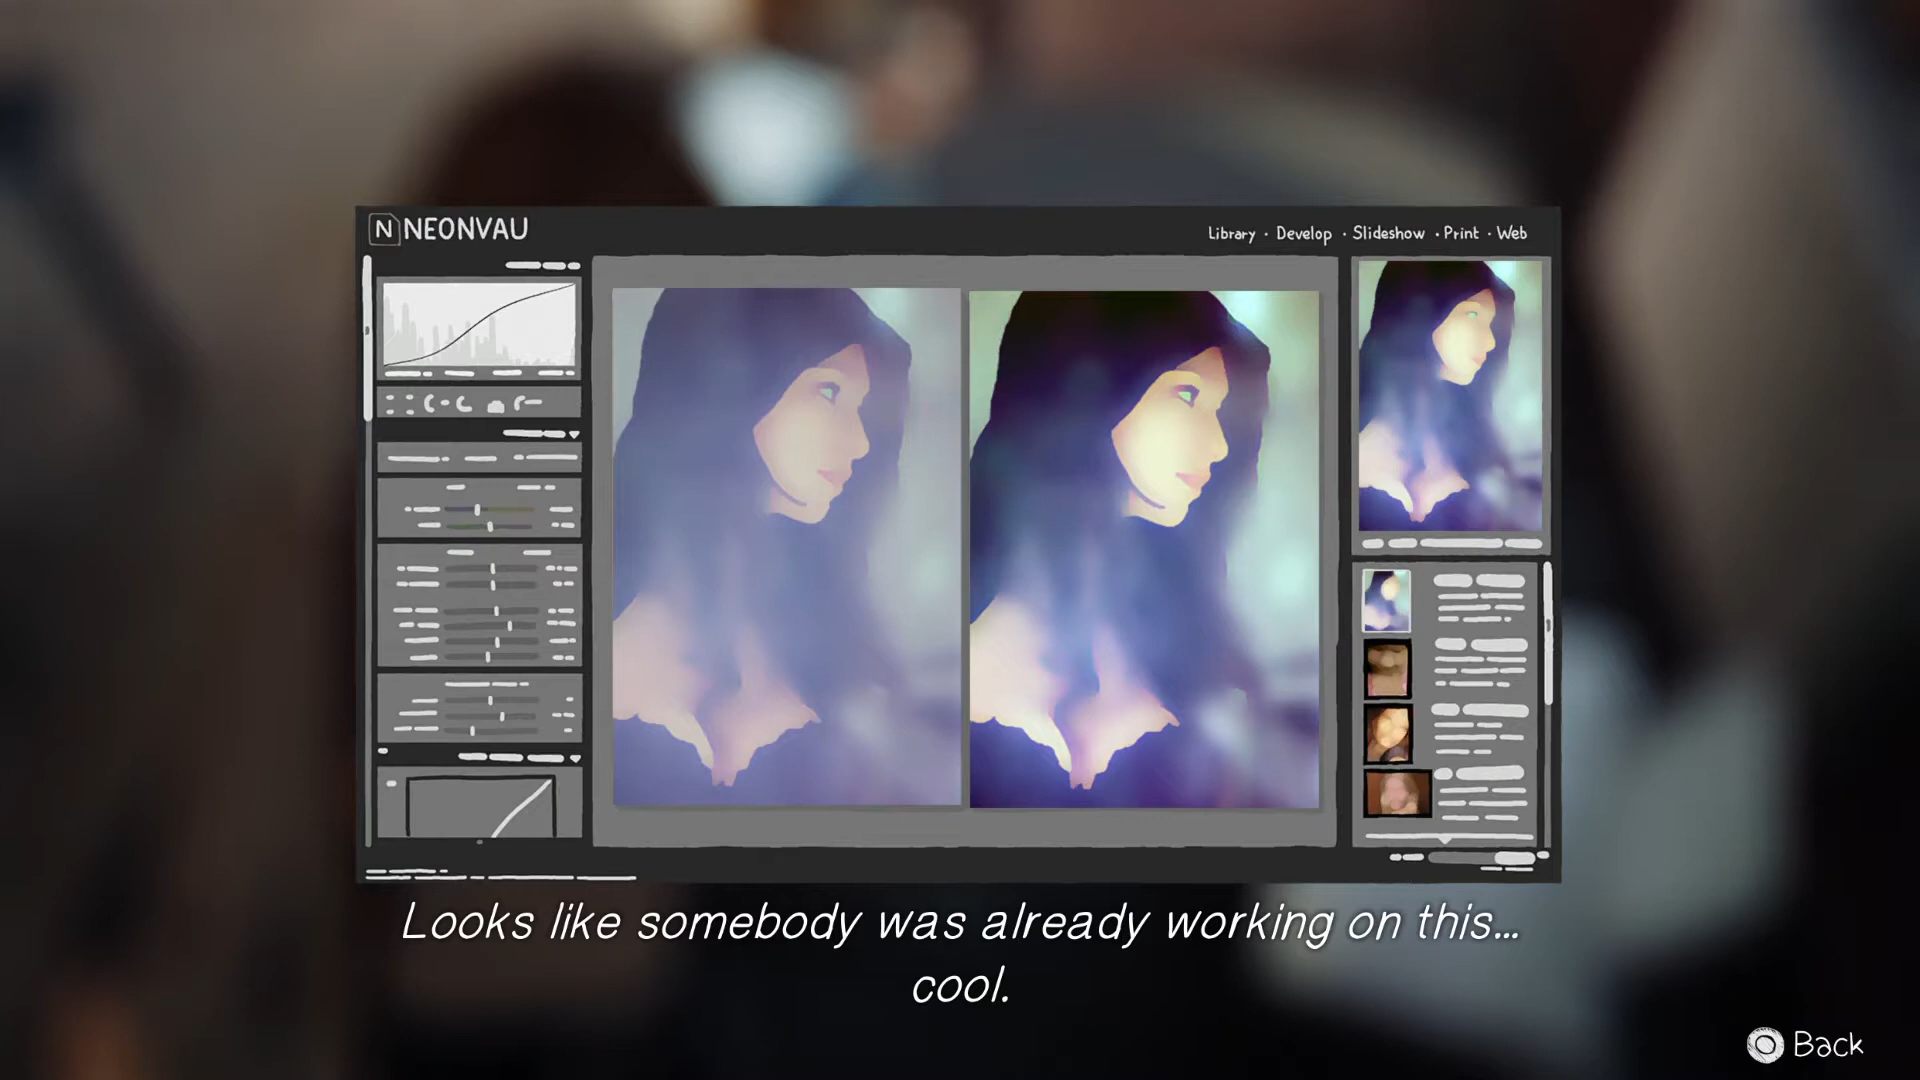 N NEONVAU
Library · Develop · Slideshow · Print · Web
Looks like somebody was already working on this...
cool.
Back